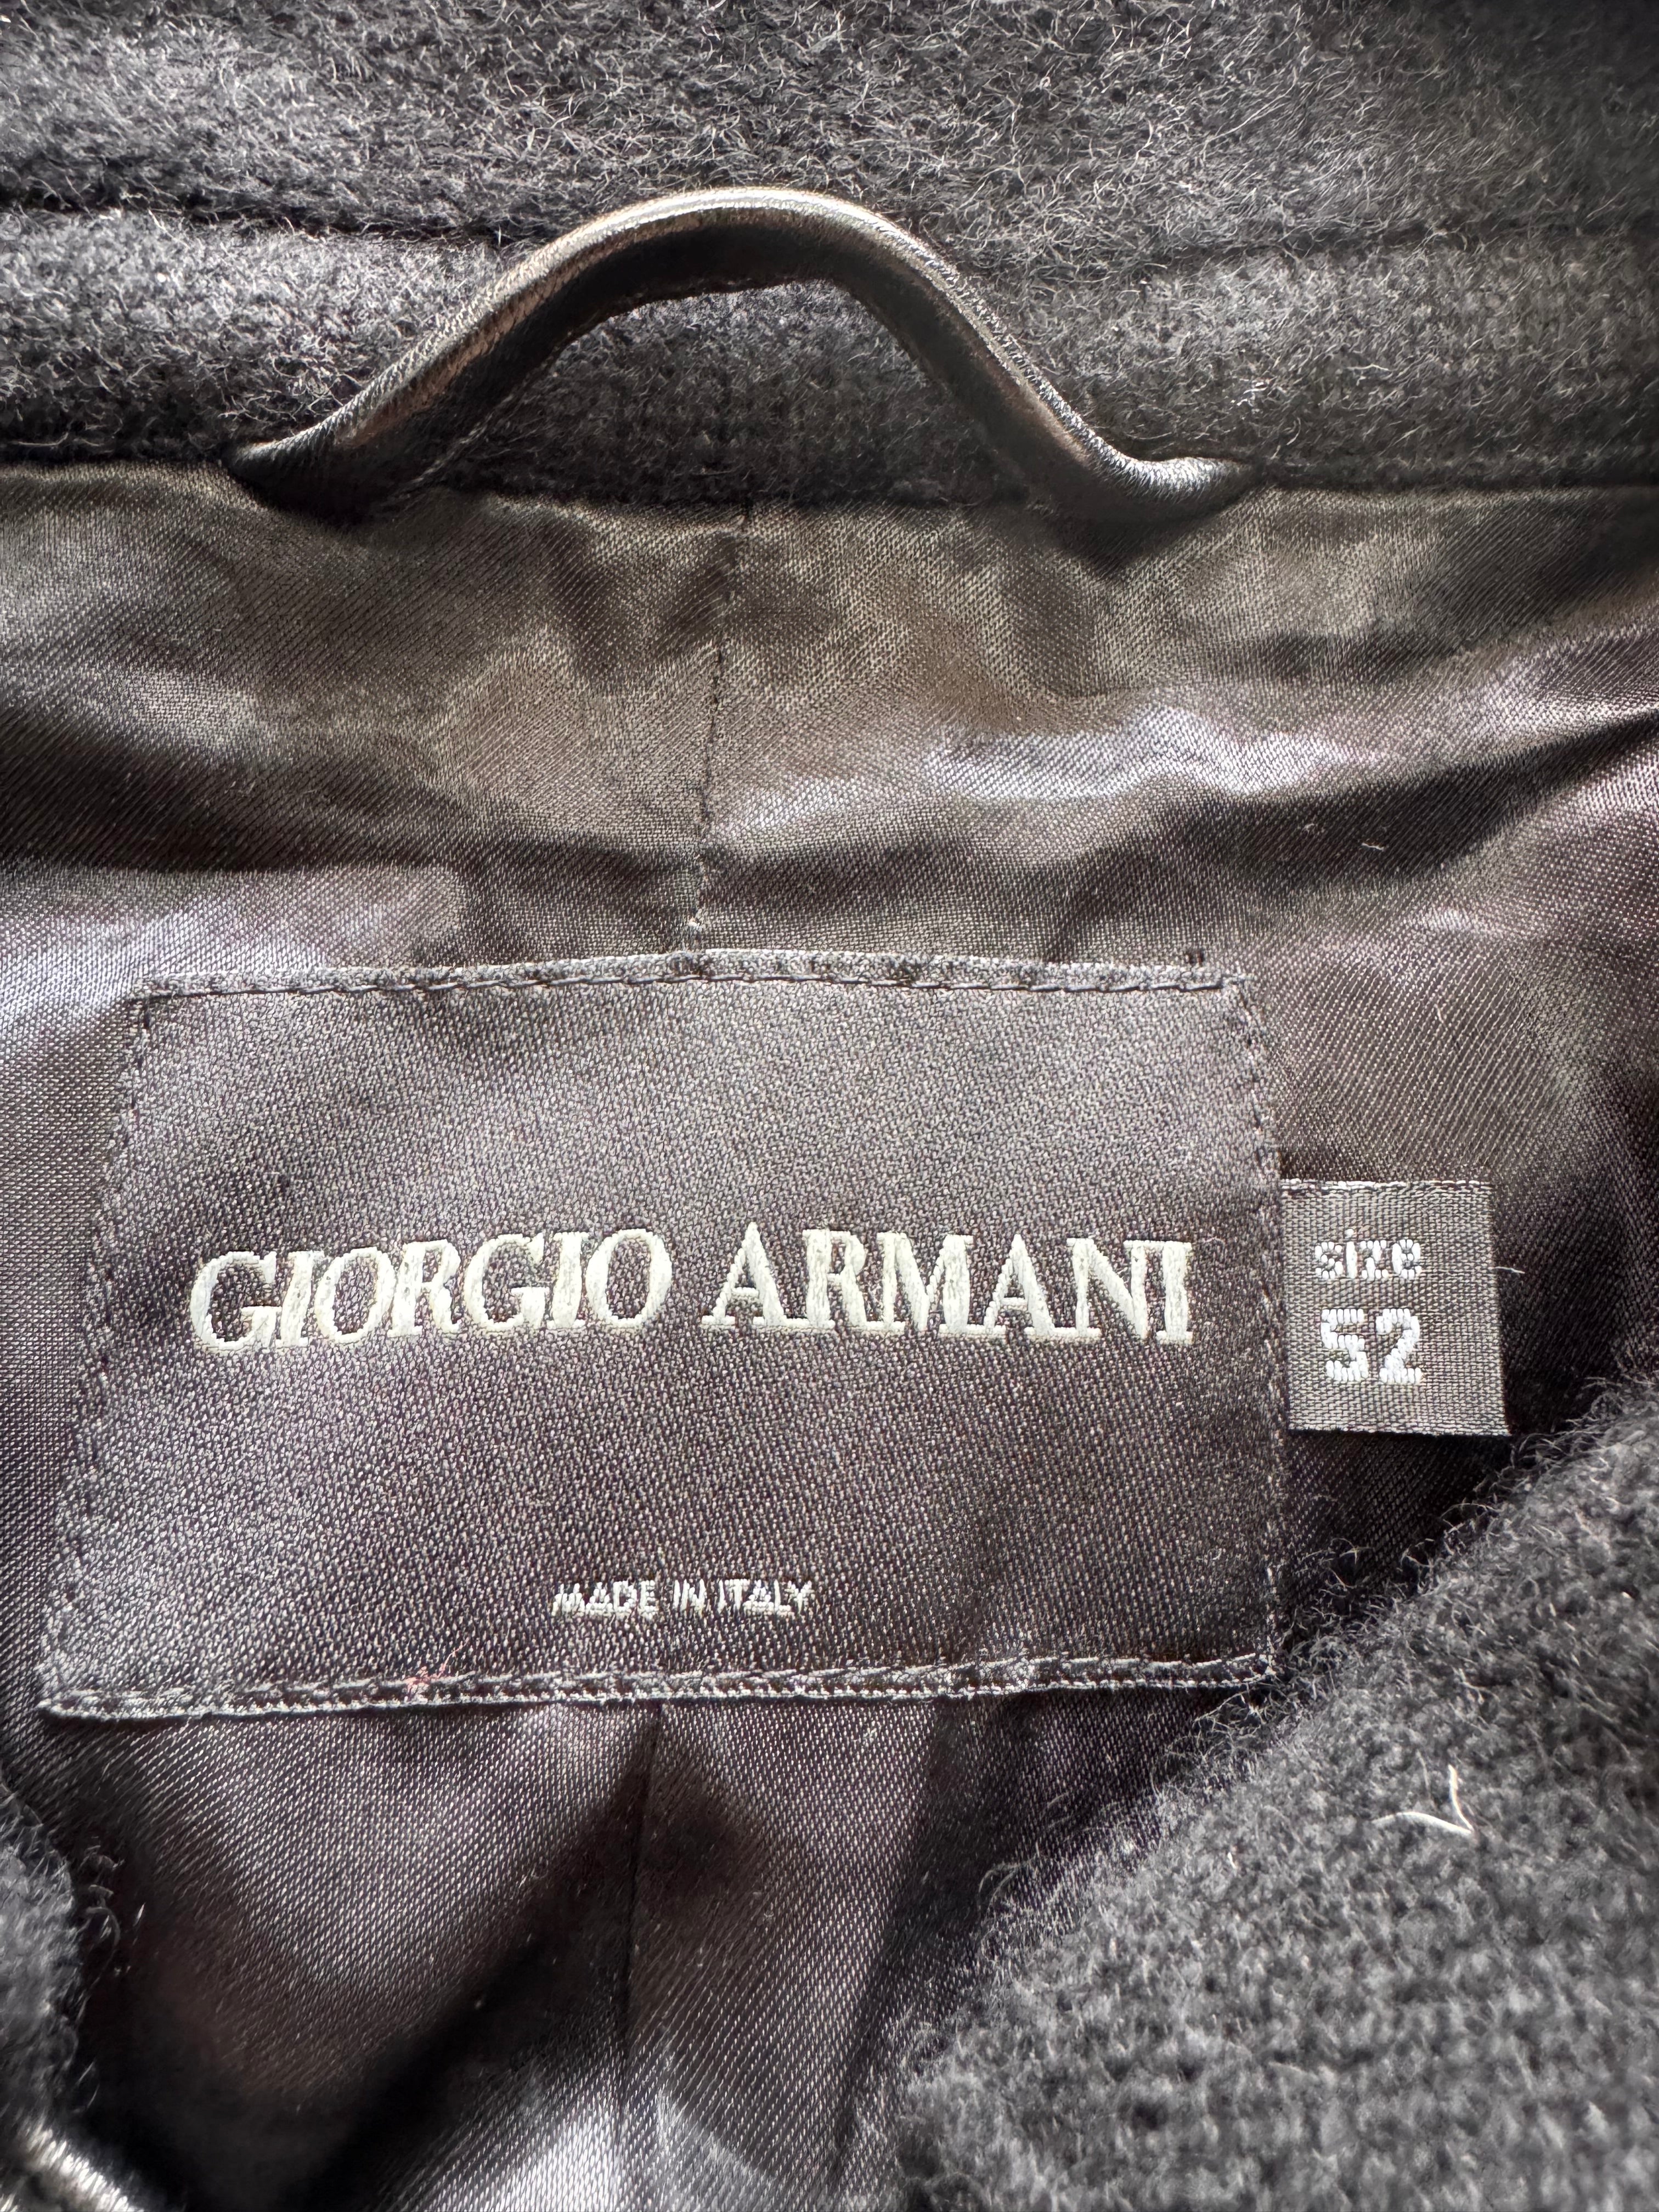 GIORGIO ARMANI
size
52
MADE IN ITALY